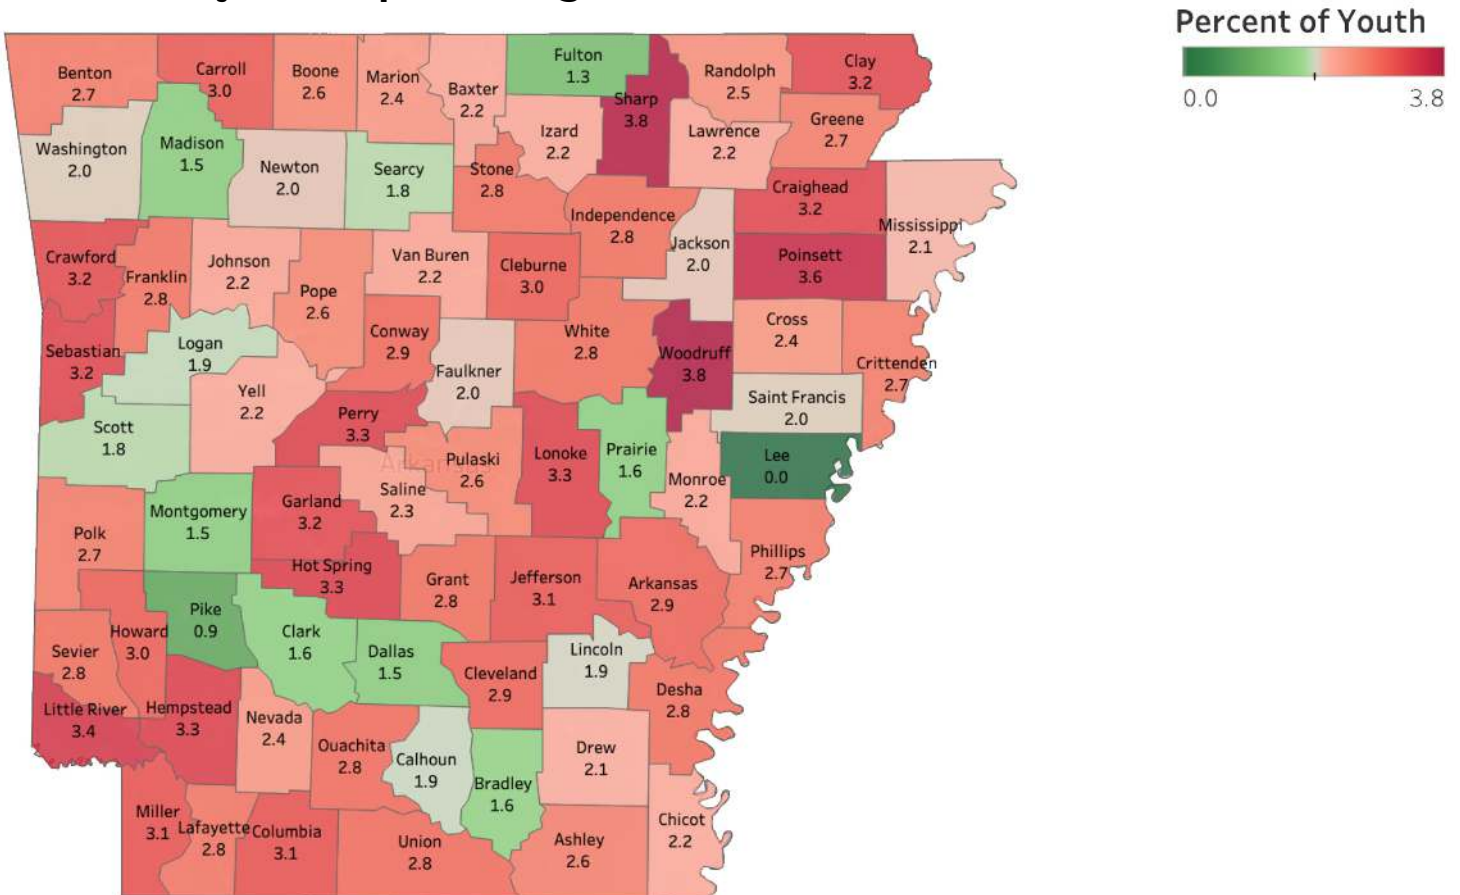 Percent of Youth
0.0 3.8
Benton
2.7
Carroll
3.0
Boone
2.6
Marion
2.4
Baxter
2.2
Fulton
1.3
Sharp
3.8
Randolph
2.5
Clay
3.2
Greene
2.7
Washington
2.0
Madison
1.5
Newton
2.0
Searcy
1.8
Stone
2.8
Izard
2.2
Lawrence
2.2
Craighead
3.2
Mississippi
2.1
Crawford
3.2
Franklin
2.8
Johnson
2.2
Pope
2.6
Van Buren
2.2
Cleburne
3.0
Independence
2.8
Jackson
2.0
Poinsett
3.6
Sebastian
3.2
Logan
1.9
Conway
2.9
Faulkner
2.0
White
2.8
Woodruff
3.8
Cross
2.4
Crittenden
2.7
Scott
1.8
Yell
2.2
Perry
3.3
Saint Francis
2.0
Arkansas
Pulaski
2.6
Lonoke
3.3
Prairie
1.6
Monroe
2.2
Lee
0.0
Polk
2.7
Montgomery
1.5
Garland
3.2
Saline
2.3
Hot Spring
3.3
Grant
2.8
Jefferson
3.1
Arkansas
2.9
Phillips
2.7
Sevier
2.8
Howard
3.0
Pike
0.9
Clark
1.6
Dallas
1.5
Cleveland
2.9
Lincoln
1.9
Desha
2.8
Little River
3.4
Hempstead
3.3
Nevada
2.4
Ouachita
2.8
Calhoun
1.9
Bradley
1.6
Drew
2.1
Miller
3.1
Lafayette
2.8
Columbia
3.1
Union
2.8
Ashley
2.6
Chicot
2.2